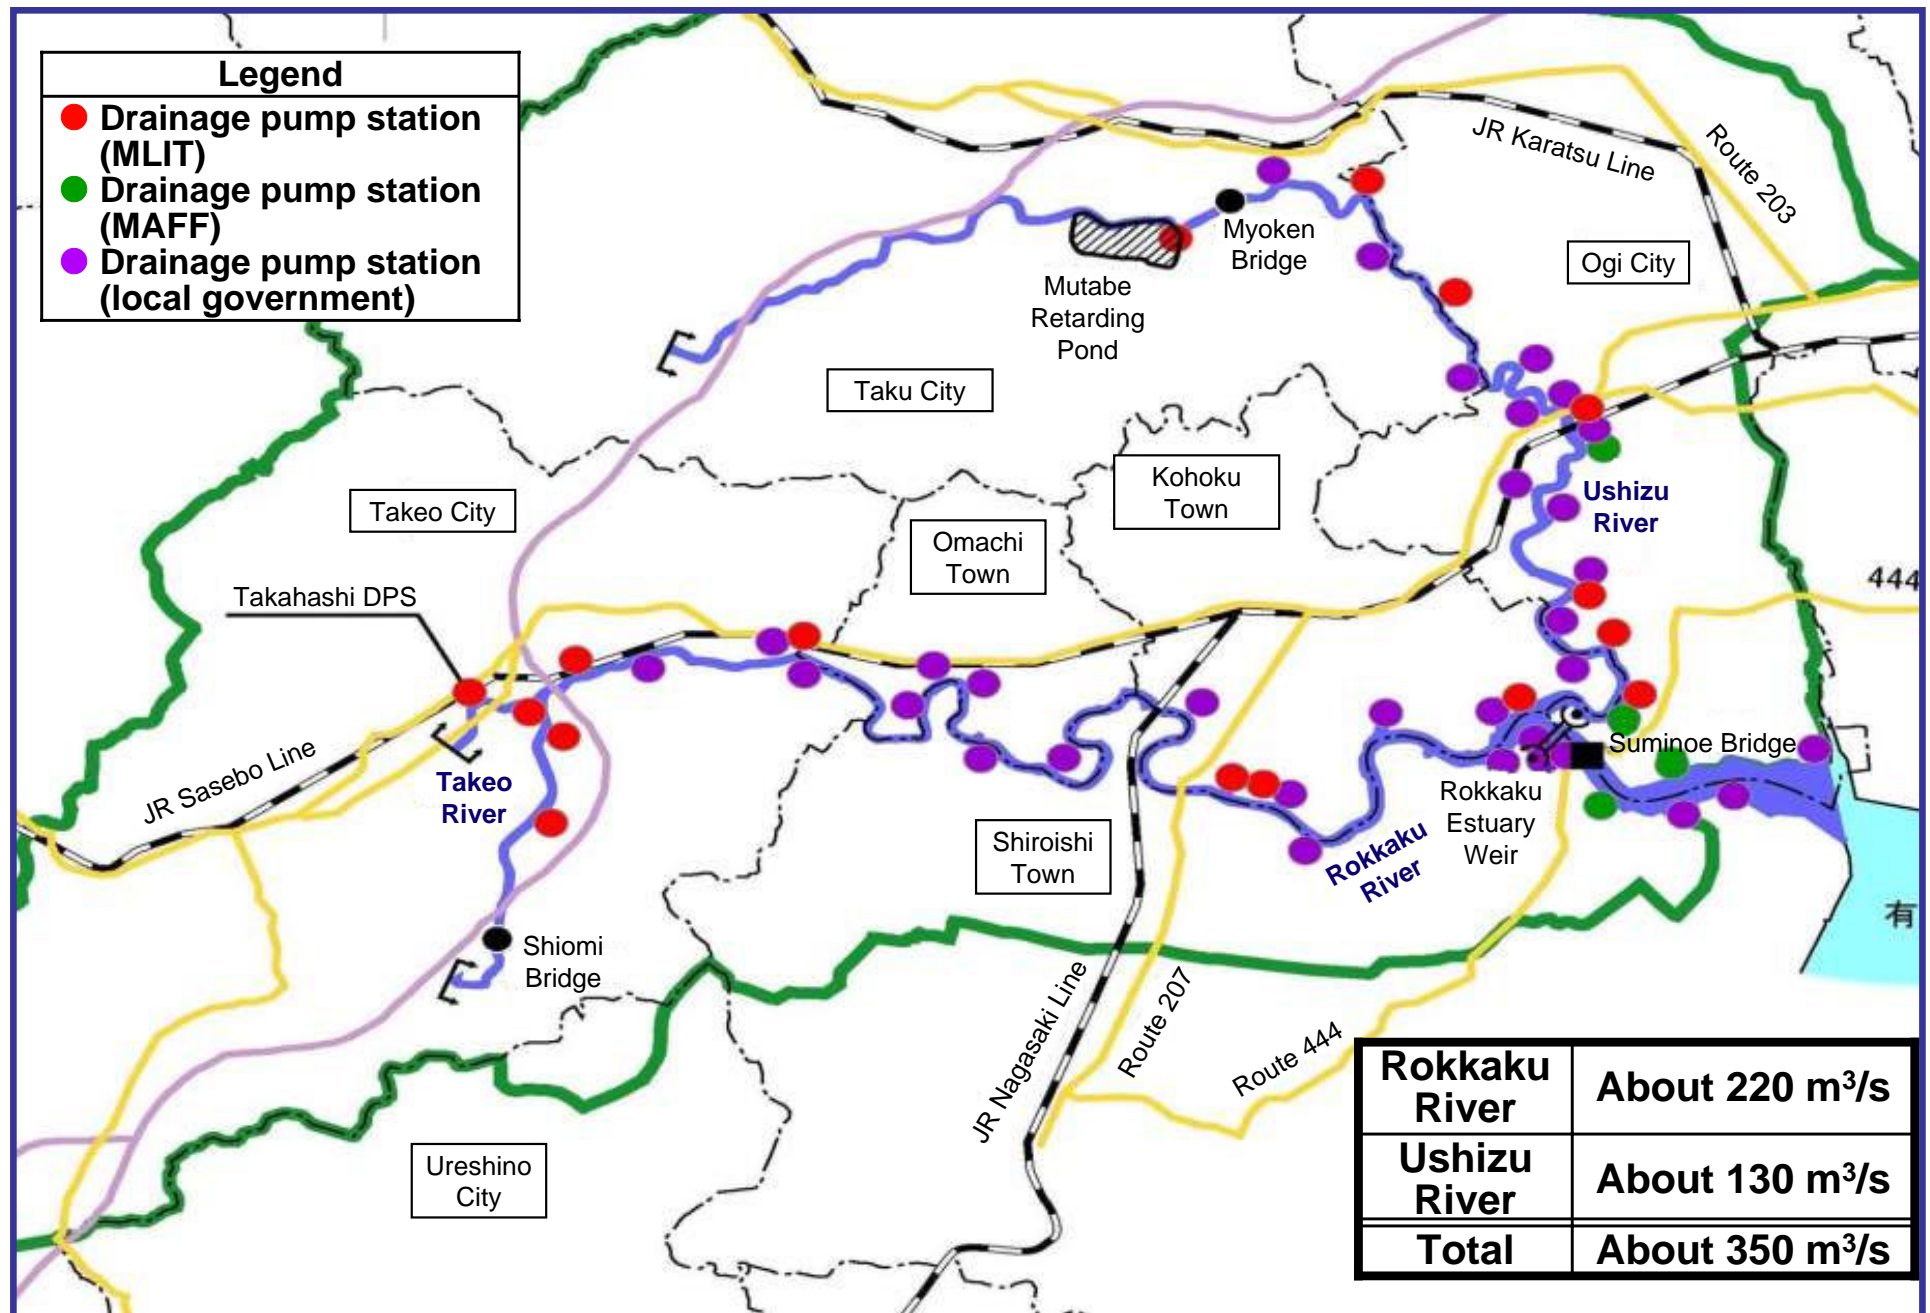 Legend
Drainage pump station
(MLIT)
Drainage pump station
(MAFF)
Drainage pump station
(local government)
JR Karatsu Line
Route 203
Myoken
Bridge
Ogi City
Mutabe
Retarding
Pond
Taku City
Kohoku
Town
Takeo City
Ushizu
River
Omachi
Town
444
Takahashi DPS
JR Sasebo Line
Takeo
River
Suminoe Bridge
Rokkaku
Estuary
Weir
Shiroishi
Town
Rokkaku
River
有
Shiomi
Bridge
JR Nagasaki Line
Route 207
Route 444
Ureshino
City
Rokkaku
River
About 220 m³/s
Ushizu
River
About 130 m³/s
Total
About 350 m³/s